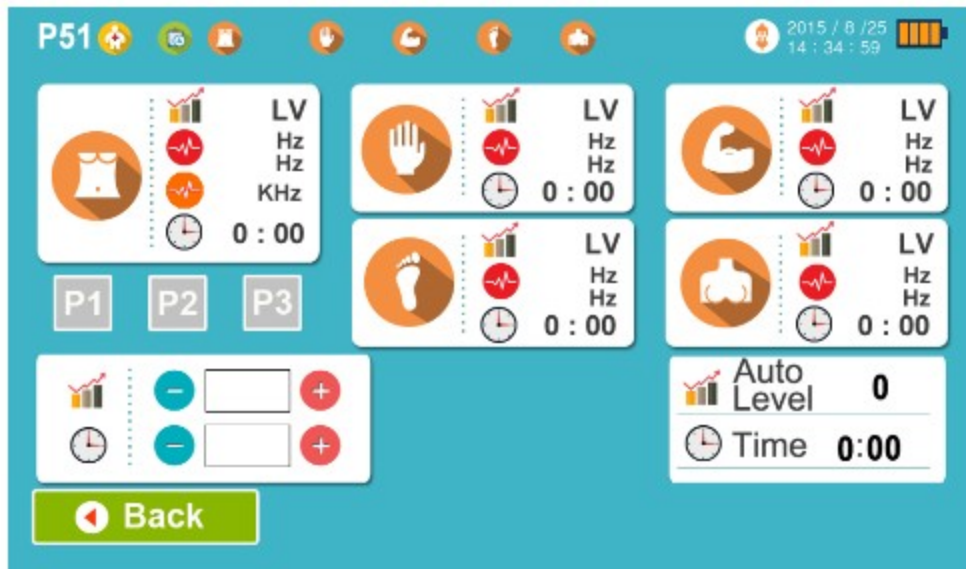 P51
2015 / 8 /25
14 : 34 : 59
LV
Hz
Hz
KHz
0 : 00
LV
Hz
Hz
0 : 00
LV
Hz
Hz
0 : 00
LV
Hz
Hz
0 : 00
LV
Hz
Hz
0 : 00
P1 P2 P3
Auto
Level 0
Time 0:00
Back